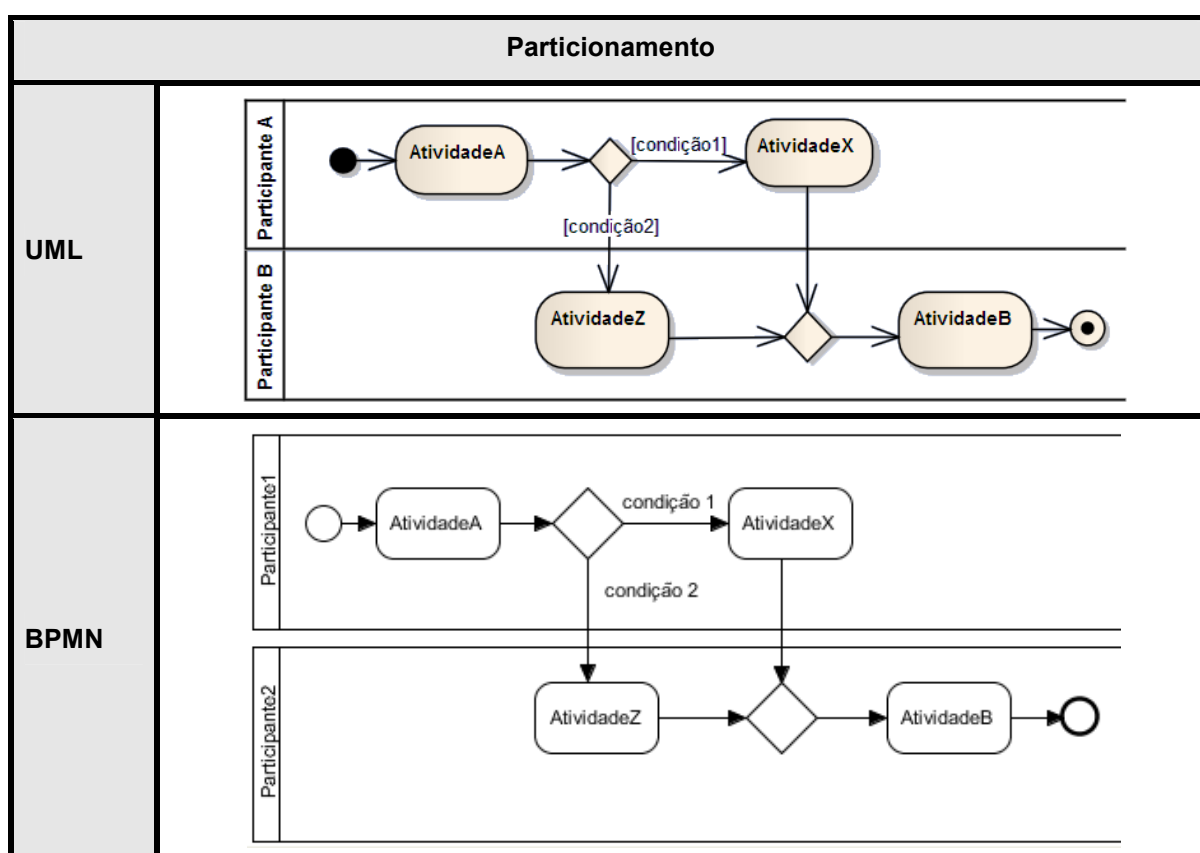 Particionamento
UML
Participante A
AtividadeA
[condição1]
AtividadeX
[condição2]
Participante B
AtividadeZ
AtividadeB
BPMN
Participante1
AtividadeA
condição 1
AtividadeX
condição 2
Participante2
AtividadeZ
AtividadeB